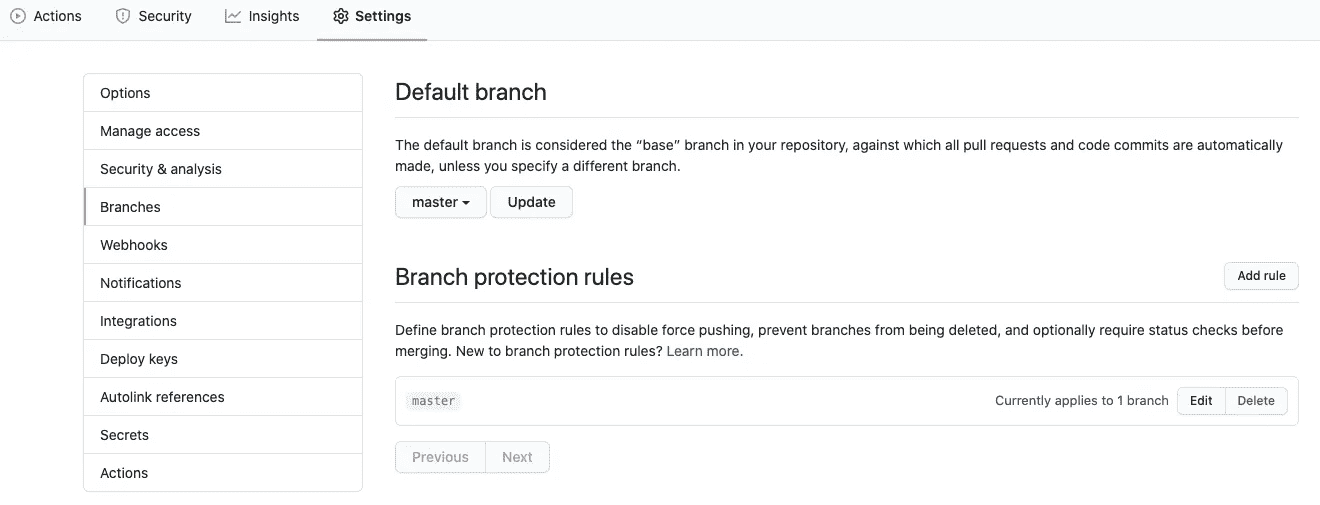 Actions Security Insights Settings
Options
Manage access
Security & analysis
Branches
Webhooks
Notifications
Integrations
Deploy keys
Autolink references
Secrets
Actions
Default branch
The default branch is considered the “base” branch in your repository, against which all pull requests and code commits are automatically
made, unless you specify a different branch.
master Update
Branch protection rules Add rule
Define branch protection rules to disable force pushing, prevent branches from being deleted, and optionally require status checks before
merging. New to branch protection rules? Learn more.
master Currently applies to 1 branch Edit Delete
Previous Next